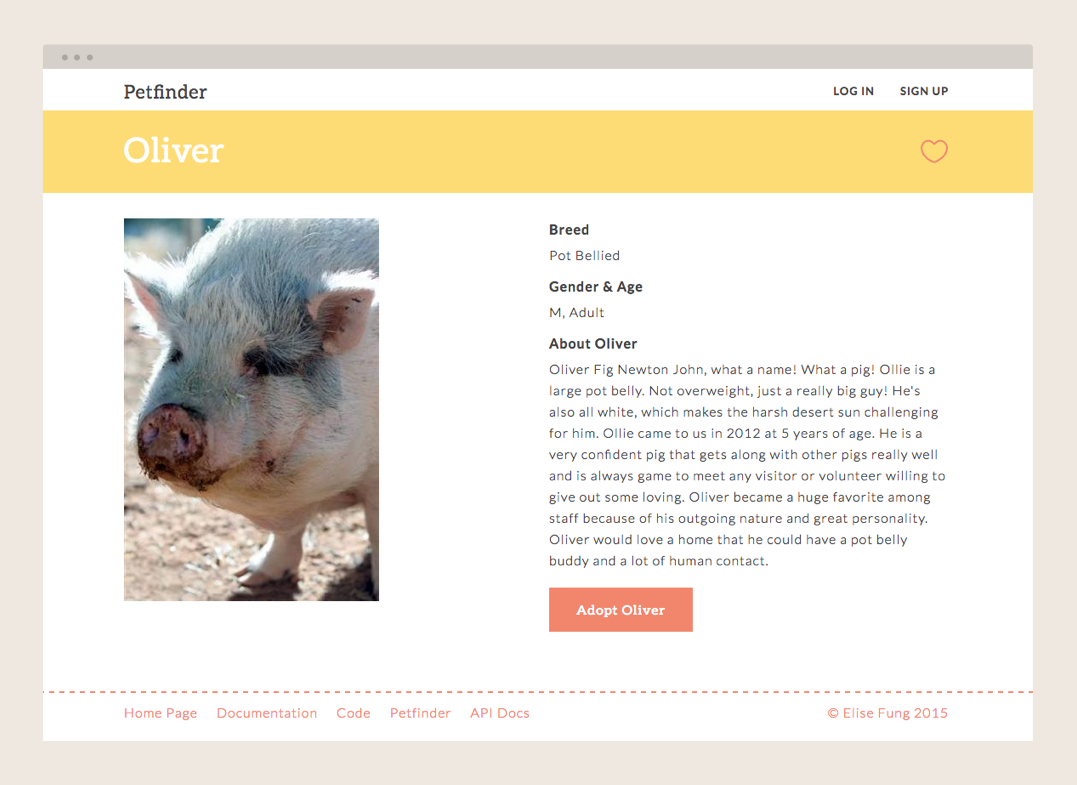 Petfinder
LOG IN
SIGN UP
Oliver
Breed
Pot Bellied
Gender & Age
M, Adult
About Oliver
Oliver Fig Newton John, what a name! What a pig! Ollie is a
large pot belly. Not overweight, just a really big guy! He's
also all white, which makes the harsh desert sun challenging
for him. Ollie came to us in 2012 at 5 years of age. He is a
very confident pig that gets along with other pigs really well
and is always game to meet any visitor or volunteer willing to
give out some loving. Oliver became a huge favorite among
staff because of his outgoing nature and great personality.
Oliver would love a home that he could have a pot belly
buddy and a lot of human contact.
Adopt Oliver
Home Page
Documentation
Code
Petfinder
API Docs
© Elise Fung 2015